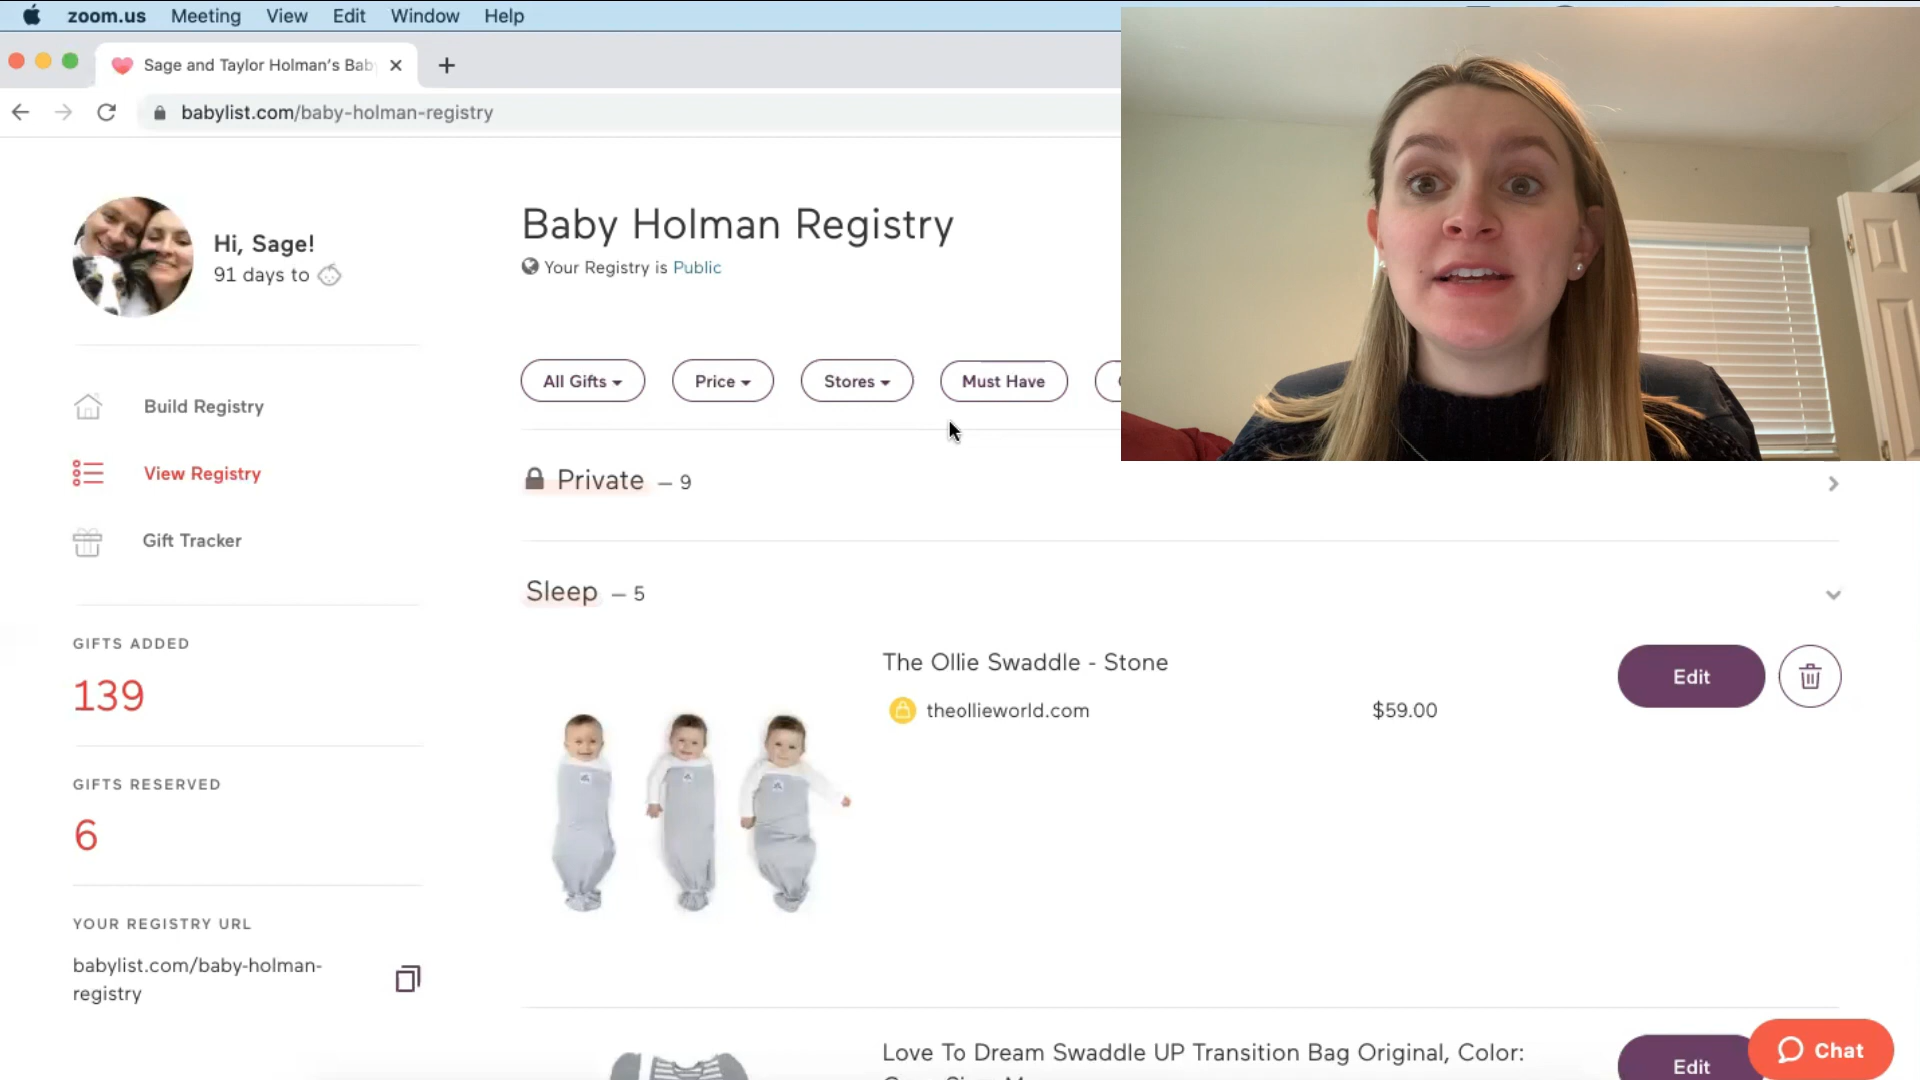 zoom.us Meeting View Edit Window Help
Sage and Taylor Holman's Bab
babylist.com/baby-holman-registry
Hi, Sage!
91 days to
Build Registry
View Registry
Gift Tracker
GIFTS ADDED
139
GIFTS RESERVED
6
YOUR REGISTRY URL
babylist.com/baby-holman-
registry
Baby Holman Registry
Your Registry is Public
All Gifts Price Stores Must Have
Private – 9
Sleep – 5
The Ollie Swaddle - Stone
theollieworld.com $59.00
Edit
Love To Dream Swaddle UP Transition Bag Original, Color:
Edit
Chat